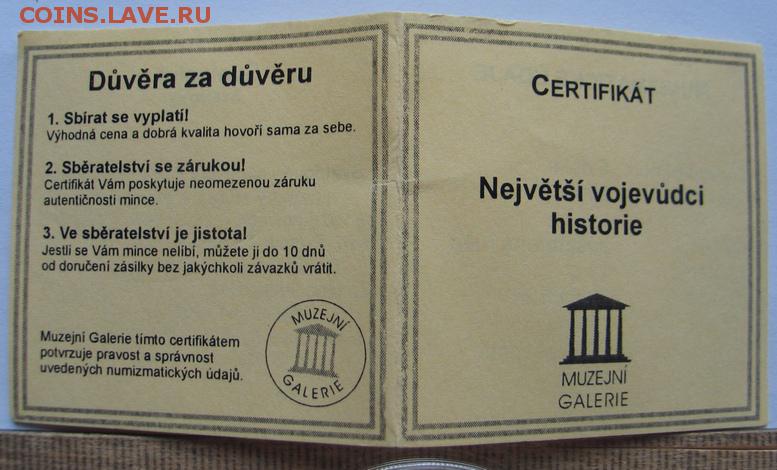 COINS.LAVE.RU
Důvěra za důvěru
1. Sbírat se vyplatí!
Výhodná cena a dobrá kvalita hovoří sama za sebe.
2. Sběratelství se zárukou!
Certifikát Vám poskytuje neomezenou záruku
autentičnosti mince.
3. Ve sběratelství je jistota!
Jestli se Vám mince nelíbí, můžete ji do 10 dnů
od doručení zásilky bez jakýchkoli závazků vrátit.
Muzejní Galerie tímto certifikátem
potvrzuje pravost a správnost
uvedených numizmatických údajů.
MUZEJNÍ
GALERIE
CERTIFIKÁT
Největší vojevůdci
historie
MUZEJNÍ
GALERIE